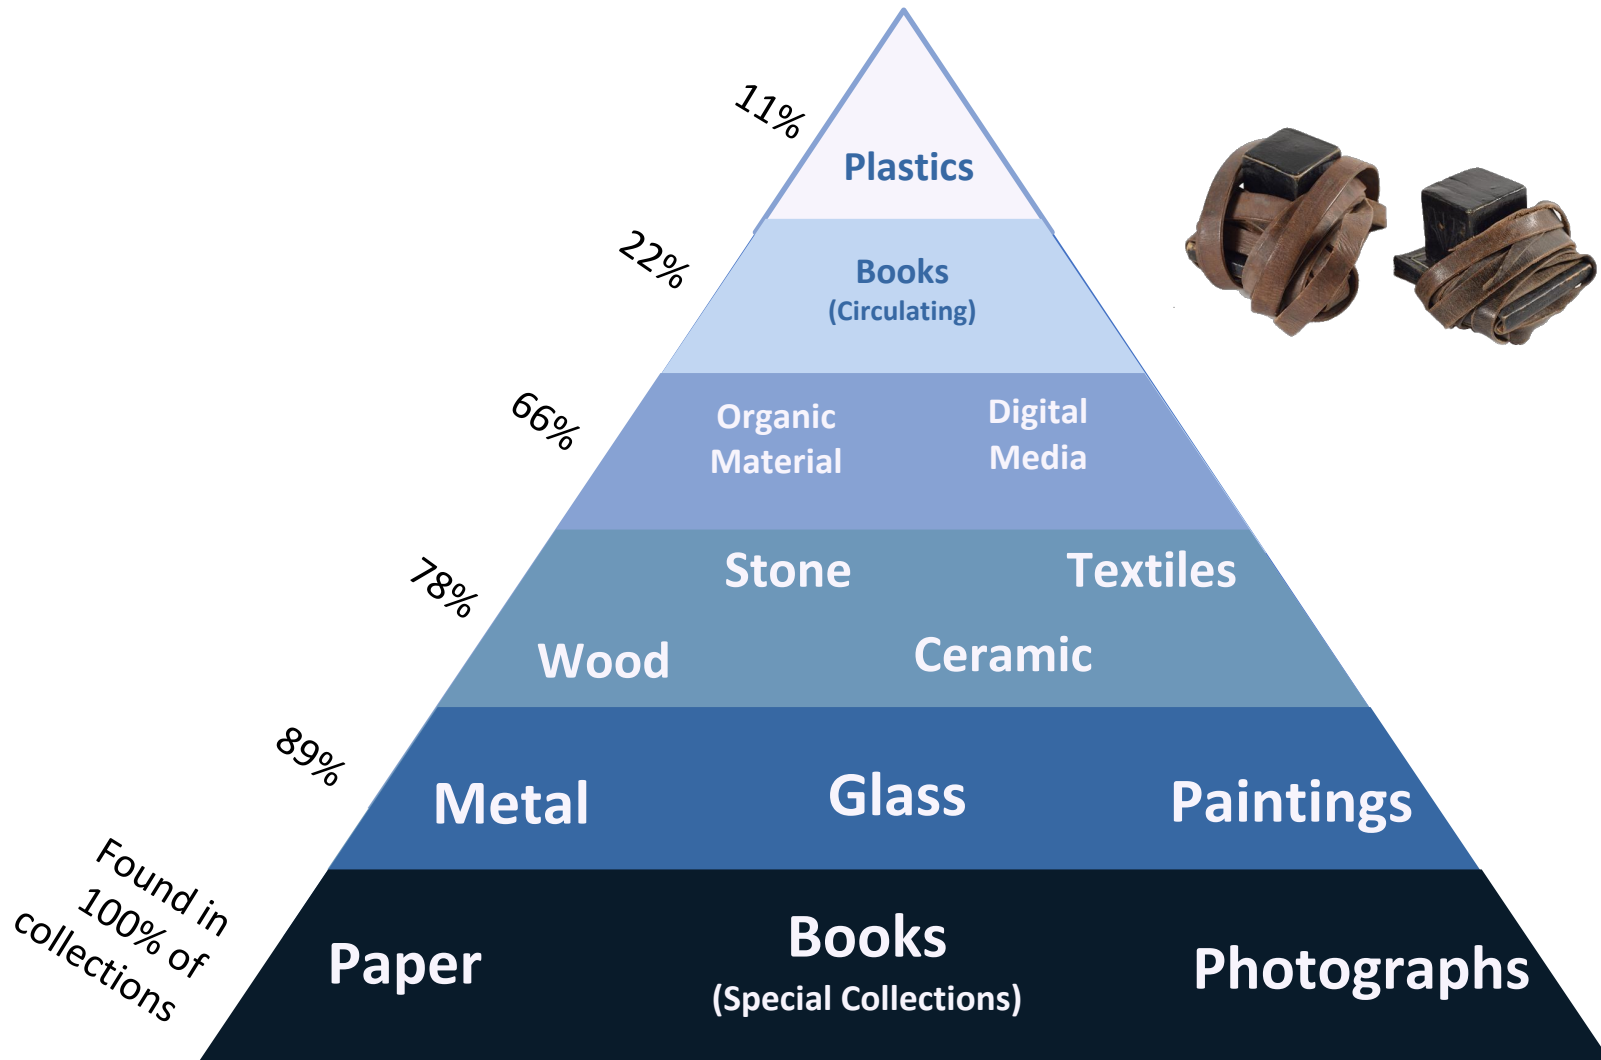 11%
Plastics
22%
Books
(Circulating)
66%
Organic
Material
Digital
Media
78%
Stone
Textiles
Wood
Ceramic
89%
Metal
Glass
Paintings
Found in
100% of
collections
Paper
Books
(Special Collections)
Photographs